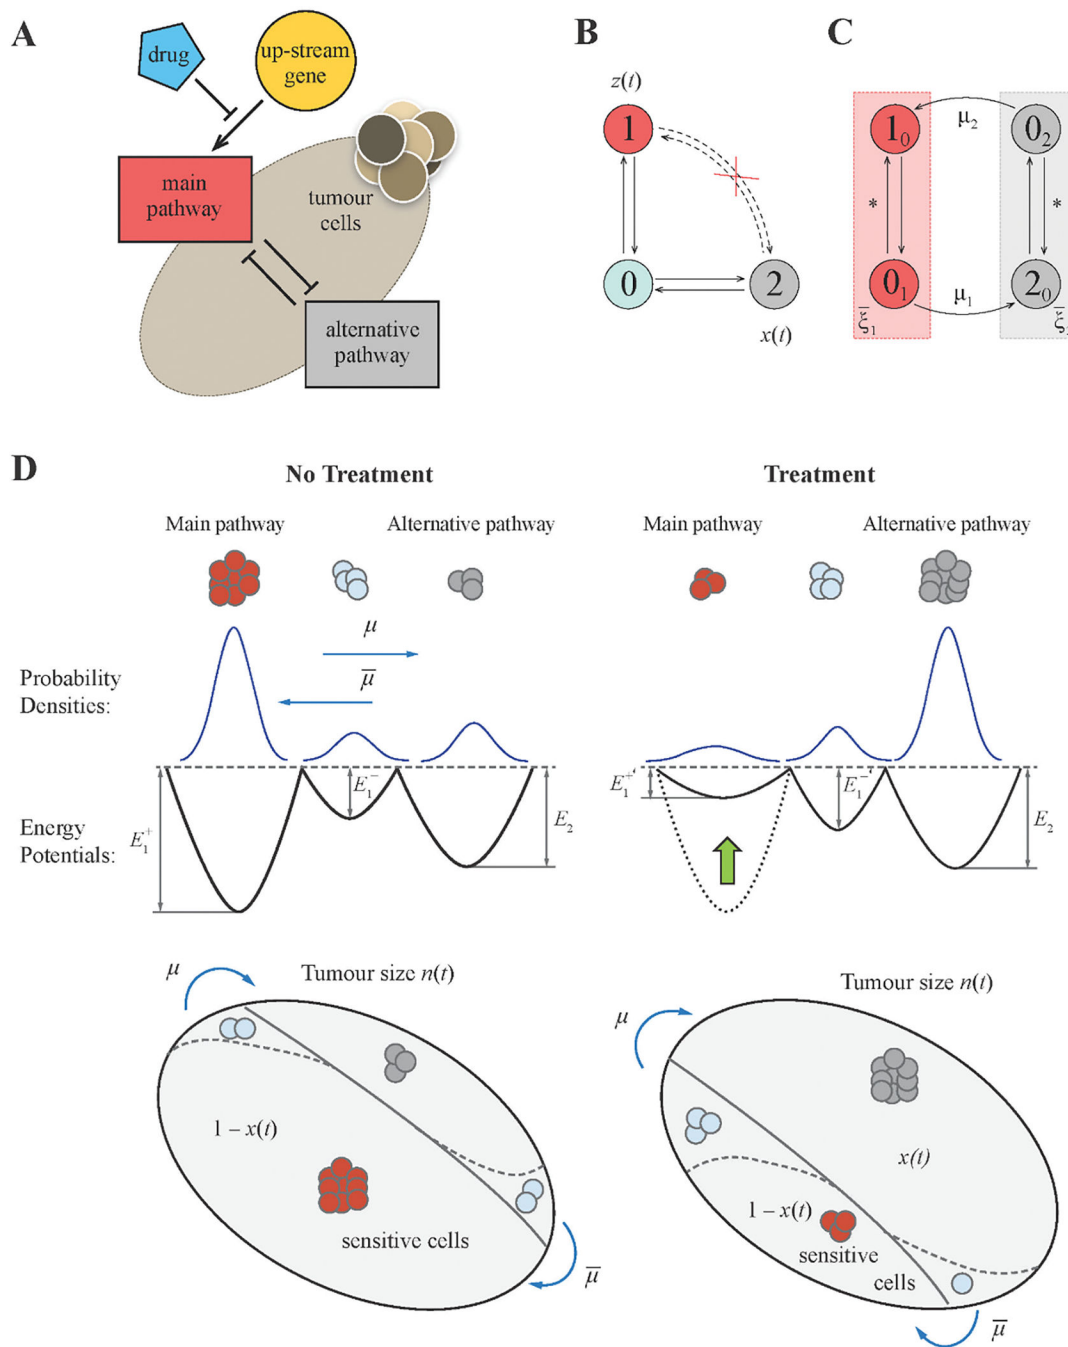 A
drug
up-stream
gene
main
pathway
tumour
cells
alternative
pathway
B
z(t)
1
0
2
x(t)
C
1₀
μ₂
0₂
*
*
0₁
μ₁
2₀
ξ̄₁
D
No Treatment
Treatment
Main pathway
Alternative pathway
Main pathway
Alternative pathway
μ
μ̄
Probability
Densities:
Energy
Potentials:
E₁⁺
E₁⁻
E₂
E₁⁺'
E₁⁻'
E₂
μ
Tumour size n(t)
1 – x(t)
sensitive cells
μ̄
μ
Tumour size n(t)
x(t)
1 – x(t)
sensitive
cells
μ̄